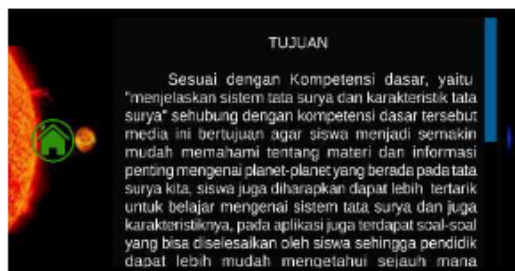 TUJUAN
Sesuai dengan Kompetensi dasar, yaitu
"menjelaskan sistem tata surya dan karakteristik tata
surya" sehubung dengan kompetensi dasar tersebut
media ini bertujuan agar siswa menjadi semakin
mudah memahami tentang materi dan informasi
penting mengenai planet-planet yang berada pada tata
surya kita, siswa juga diharapkan dapat lebih tertarik
untuk belajar mengenai sistem tata surya dan juga
karakteristiknya, pada aplikasi juga terdapat soal-soal
yang bisa diselesaikan oleh siswa sehingga pendidik
dapat lebih mudah mengetahui sejauh mana